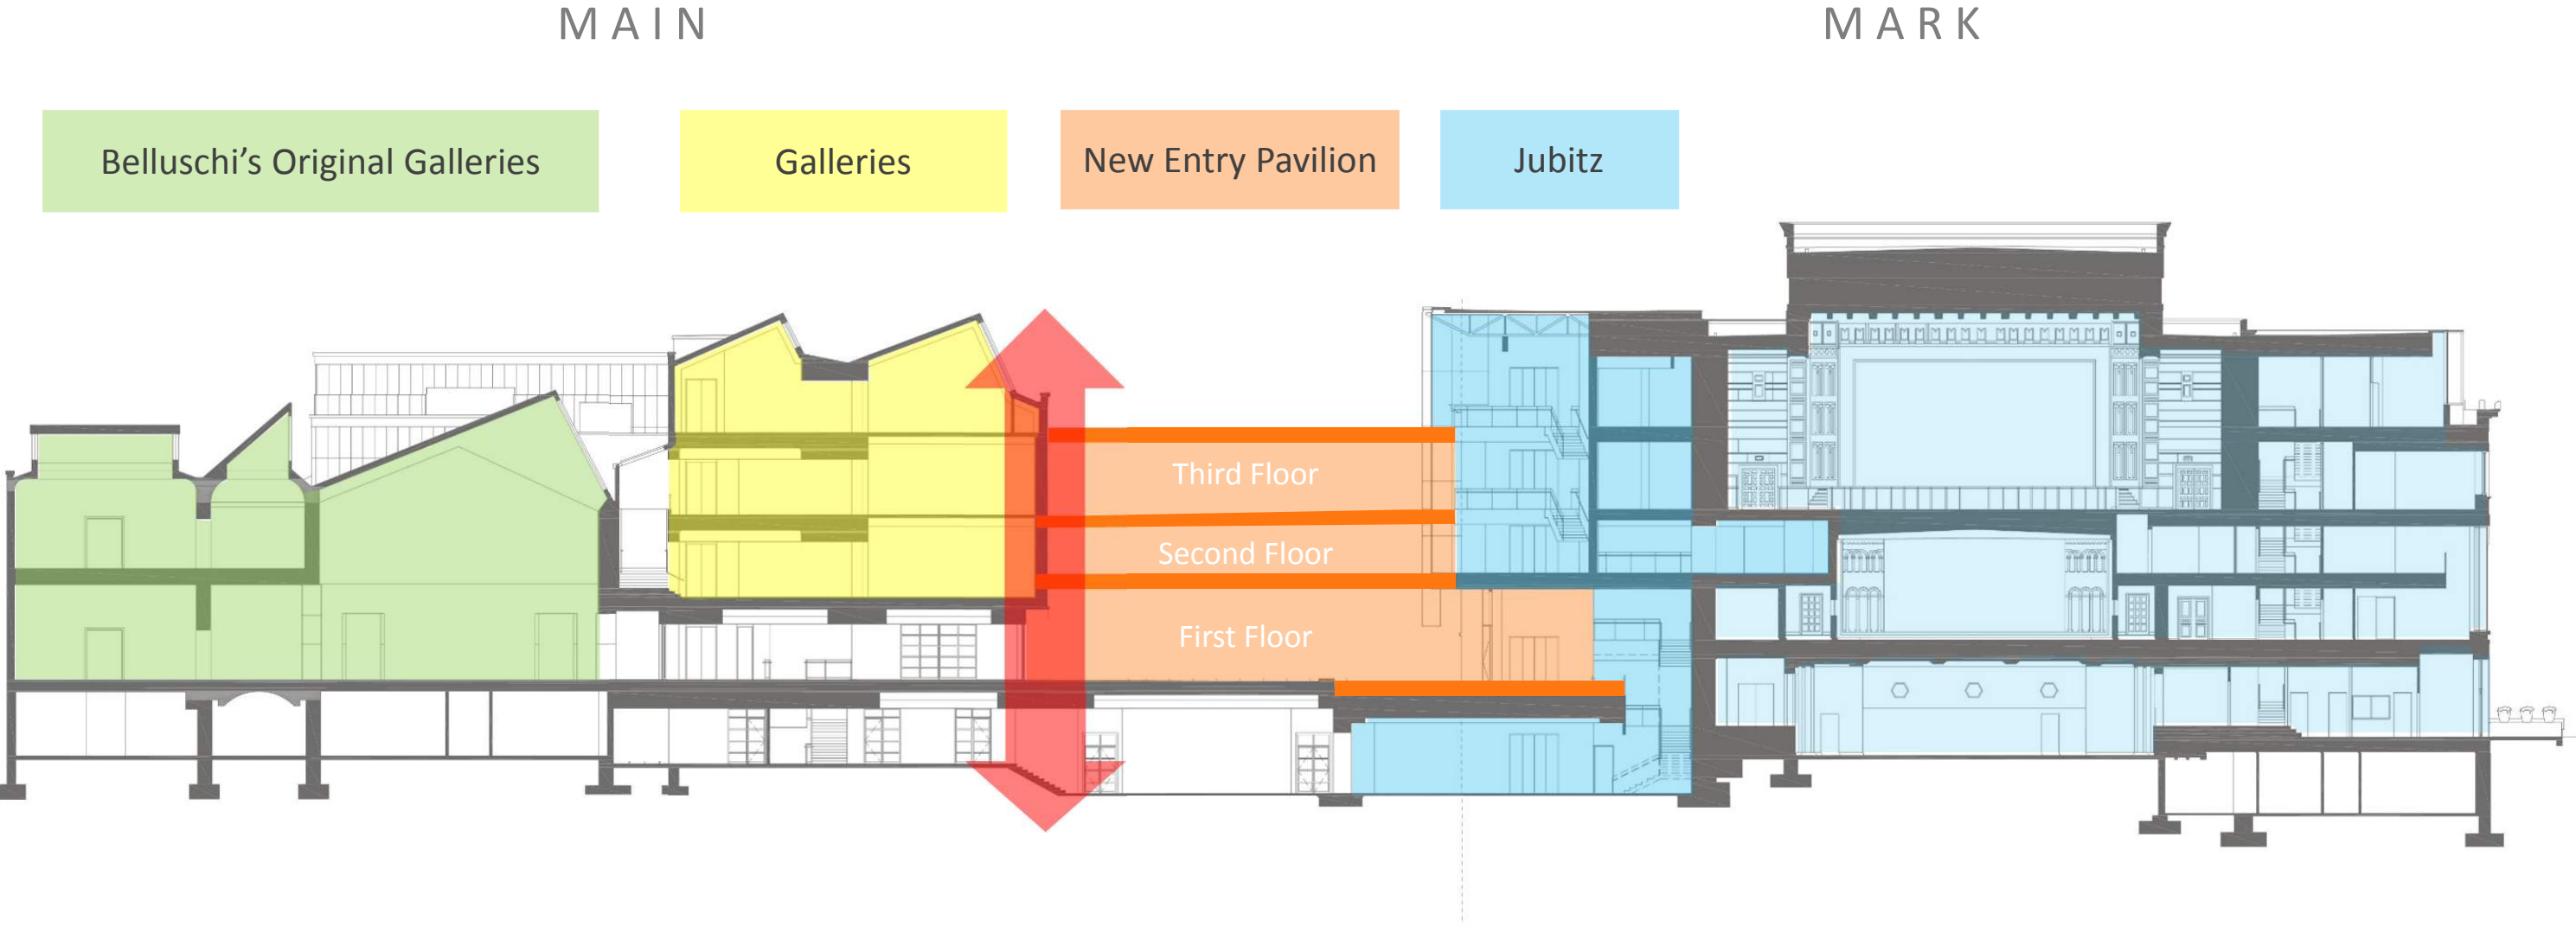 MAIN
MARK
Belluschi’s Original Galleries
Galleries
New Entry Pavilion
Jubitz
Third Floor
Second Floor
First Floor